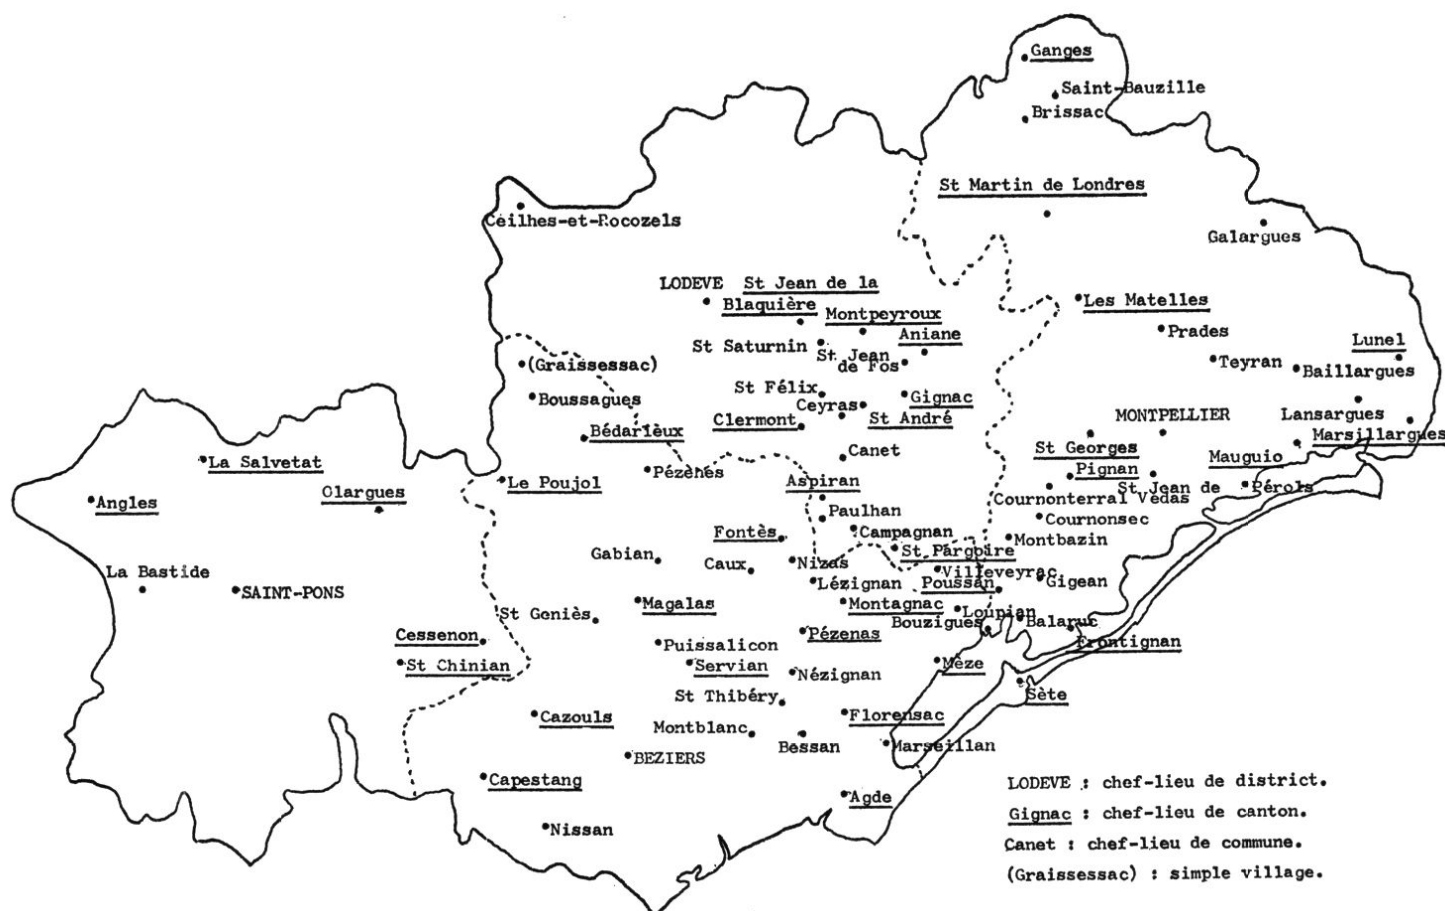 Ganges
Saint-Bauzille
Brissac
St Martin de Londres
Ceilhes-et-Rocozels
Galargues
LODEVE St Jean de la
Blaquière
Montpeyroux
Les Matelles
Aniane
Prades
St Saturnin
St Jean
de Fos
Lunel
(Graissessac)
Teyran
Baillargues
St Félix
Boussagues
Ceyras
Gignac
Clermont
St André
MONTPELLIER
Lansargues
Marsillargues
Bédarieux
St Georges
Mauguio
Canet
La Salvetat
Pézènes
Pignan
Le Poujol
Aspiran
St Jean de
Védas
Pérols
Olargues
Cournonterral
Angles
Paulhan
Cournonsec
Fontès
Campagnan
Montbazin
St Pargoire
Gabian
Caux
Nizas
Villeveyrac
La Bastide
SAINT-PONS
Lézignan
Poussan
Gigean
St Geniès
Magalas
Montagnac
Loupian
Bouzigues
Balaruc
Cessenon
Puissalicon
Pézenas
Frontignan
St Chinian
Servian
Nézignan
Mèze
St Thibéry
Sète
Cazouls
Montblanc
Florensac
Bessan
Marseillan
BEZIERS
Capestang
Agde
Nissan
LODEVE : chef-lieu de district.
Gignac : chef-lieu de canton.
Canet : chef-lieu de commune.
(Graissessac) : simple village.